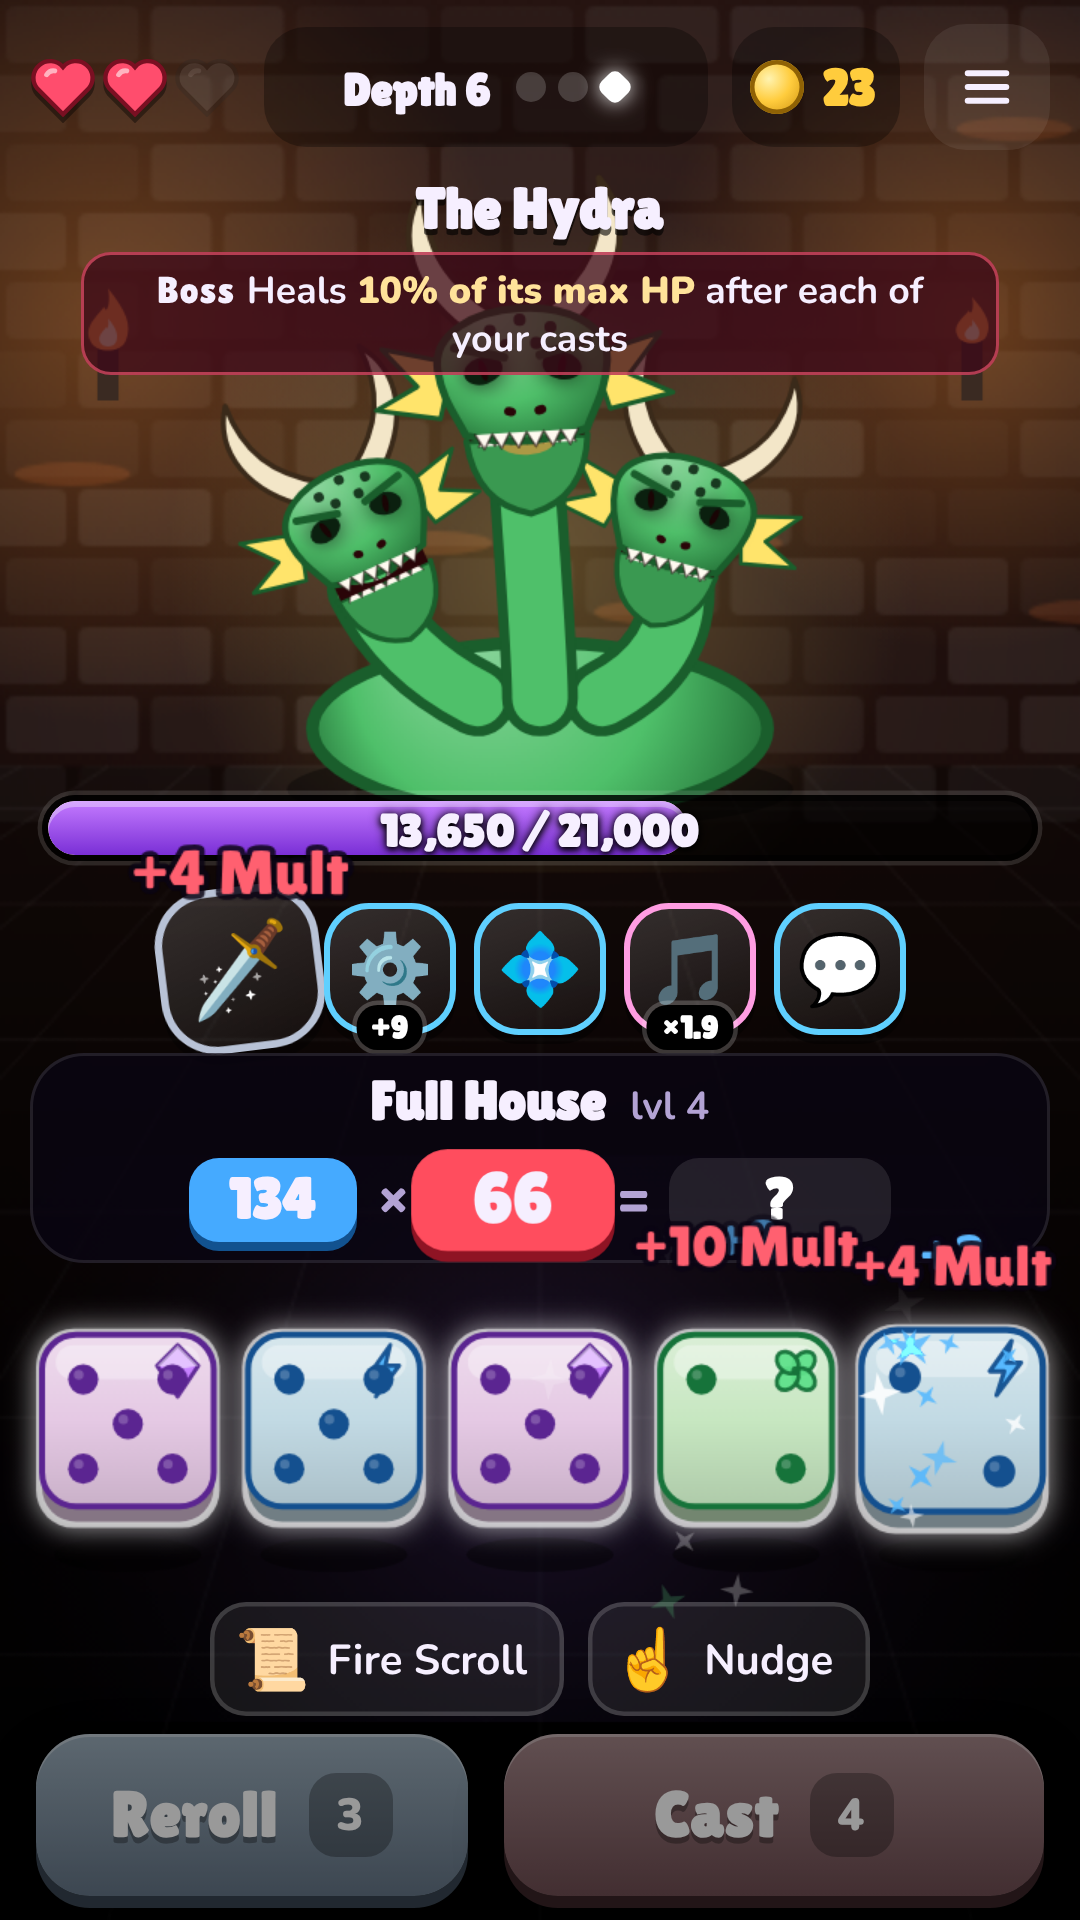 Depth 6
23
The Hydra
Boss Heals 10% of its max HP after each of
your casts
13,650 / 21,000
+4 Mult
+9
×1.9
Full House lvl 4
134 × 66 = ?
+10 Mult
+4 Mult
Fire Scroll
Nudge
Reroll 3
Cast 4